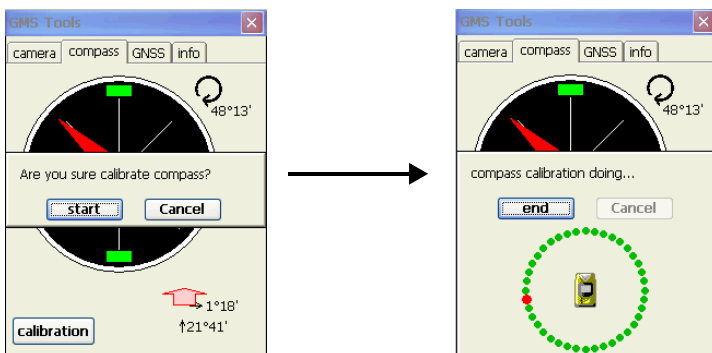 GMS Tools
camera compass GNSS info
48°13'
Are you sure calibrate compass?
start Cancel
1°18'
21°41'
calibration
GMS Tools
camera compass GNSS info
48°13'
compass calibration doing...
end Cancel